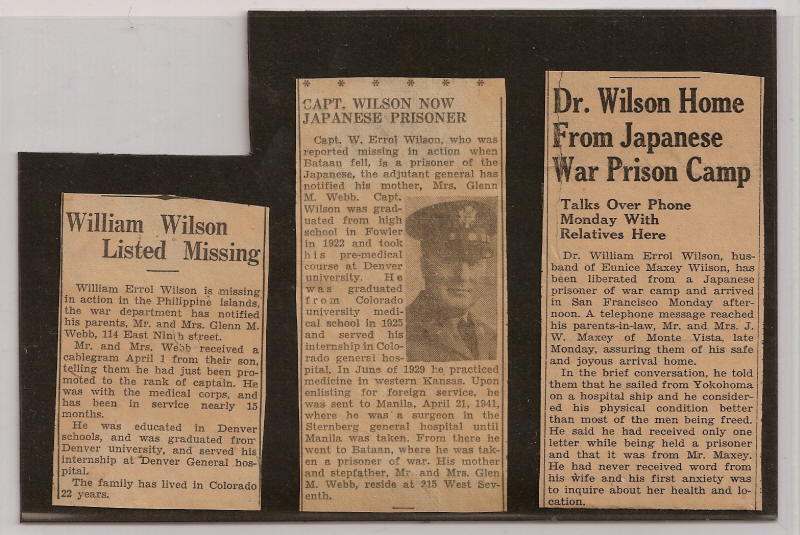 William Wilson
Listed Missing
William Errol Wilson is missing
in action in the Philippine islands,
the war department has notified
his parents, Mr. and Mrs. Glenn M.
Webb, 114 East Ninth street.
Mr. and Mrs. Webb received a
cablegram April 1 from their son,
telling them he had just been pro-
moted to the rank of captain. He
was with the medical corps, and
has been in service nearly 15
months.
He was educated in Denver
schools, and was graduated from
Denver university, and served his
internship at Denver General hos-
pital.
The family has lived in Colorado
22 years.
* * * * * *
CAPT. WILSON NOW
JAPANESE PRISONER
Capt. W. Errol Wilson, who was
reported missing in action when
Bataan fell, is a prisoner of the
Japanese, the adjutant general has
notified his mother, Mrs. Glenn
M. Webb. Capt.
Wilson was grad-
uated from high
school in Fowler
in 1922 and took
his pre-medical
course at Denver
university. He
was graduated
from Colorado
university medi-
cal school in 1925
and served his
internship in Colo-
rado general hos-
pital. In June of 1929 he practiced
medicine in western Kansas. Upon
enlisting for foreign service, he
was sent to Manila, April 21, 1941,
where he was a surgeon in the
Sternberg general hospital until
Manila was taken. From there he
went to Bataan, where he was tak-
en a prisoner of war. His mother
and stepfather, Mr. and Mrs. Glen
M. Webb, reside at 215 West Sev-
enth.
Dr. Wilson Home
From Japanese
War Prison Camp
Talks Over Phone
Monday With
Relatives Here
Dr. William Errol Wilson, hus-
band of Eunice Maxey Wilson, has
been liberated from a Japanese
prisoner of war camp and arrived
in San Francisco Monday after-
noon. A telephone message reached
his parents-in-law, Mr. and Mrs. J.
W. Maxey of Monte Vista, late
Monday, assuring them of his safe
and joyous arrival home.
In the brief conversation, he told
them that he sailed from Yokohoma
on a hospital ship and he consider-
ed his physical condition better
than most of the men being freed.
He said he had received only one
letter while being held a prisoner
and that it was from Mr. Maxey.
He had never received word from
his wife and his first anxiety was
to inquire about her health and lo-
cation.